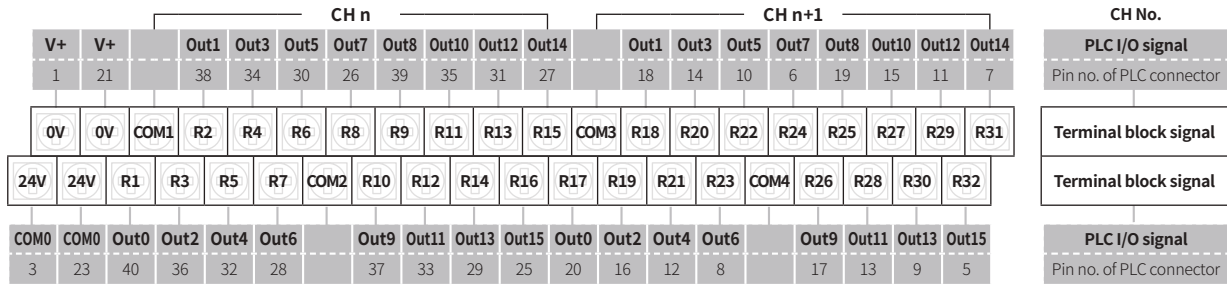 CH n CH n+1 CH No.
V+ V+ Out1 Out3 Out5 Out7 Out8 Out10 Out12 Out14 Out1 Out3 Out5 Out7 Out8 Out10 Out12 Out14 PLC I/O signal
1 21 38 34 30 26 39 35 31 27 18 14 10 6 19 15 11 7 Pin no. of PLC connector
0V 0V COM1 R2 R4 R6 R8 R9 R11 R13 R15 COM3 R18 R20 R22 R24 R25 R27 R29 R31 Terminal block signal
24V 24V R1 R3 R5 R7 COM2 R10 R12 R14 R16 R17 R19 R21 R23 COM4 R26 R28 R30 R32 Terminal block signal
COM0 COM0 Out0 Out2 Out4 Out6 Out9 Out11 Out13 Out15 Out0 Out2 Out4 Out6 Out9 Out11 Out13 Out15 PLC I/O signal
3 23 40 36 32 28 37 33 29 25 20 16 12 8 17 13 9 5 Pin no. of PLC connector